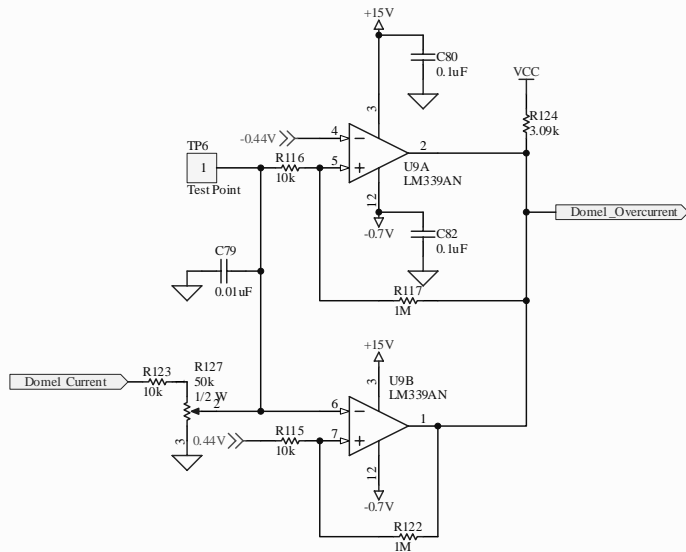 +15V
C80
0.1uF
VCC
3
R124
3.09k
-0.44V
4
2
TP6
1
R116
10k
5
U9A
LM339AN
Test Point
12
Domel_Overcurrent
-0.7V
C82
0.1uF
C79
0.01uF
R117
1M
+15V
Domel Current
R123
10k
R127
50k
1/2 W
2
3
U9B
LM339AN
6
1
3
0.44V
R115
10k
7
12
-0.7V
R122
1M